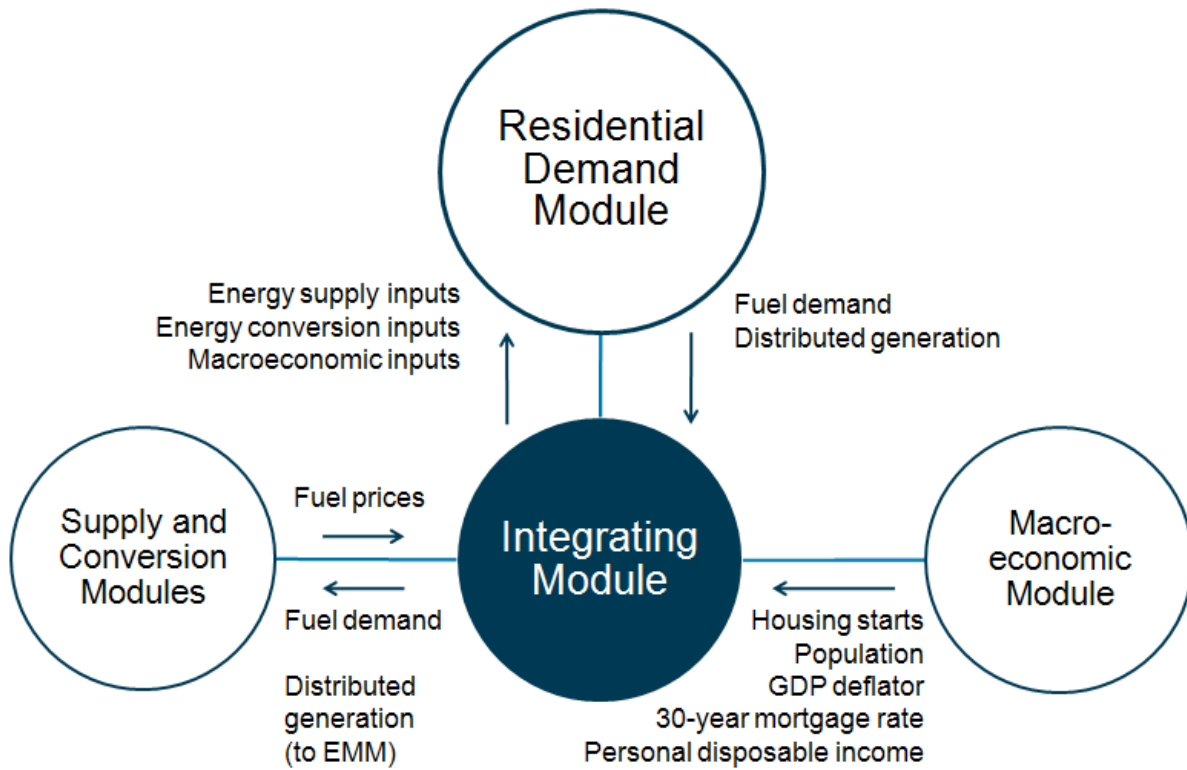 Residential
Demand
Module
Energy supply inputs
Energy conversion inputs
Macroeconomic inputs
Fuel demand
Distributed generation
Supply and
Conversion
Modules
Fuel prices
Fuel demand
Distributed
generation
(to EMM)
Integrating
Module
Macro-
economic
Module
Housing starts
Population
GDP deflator
30-year mortgage rate
Personal disposable income